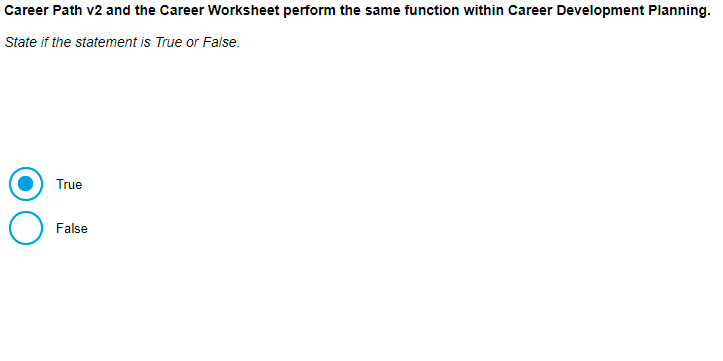 Career Path v2 and the Career Worksheet perform the same function within Career Development Planning.
State if the statement is True or False.
True
False